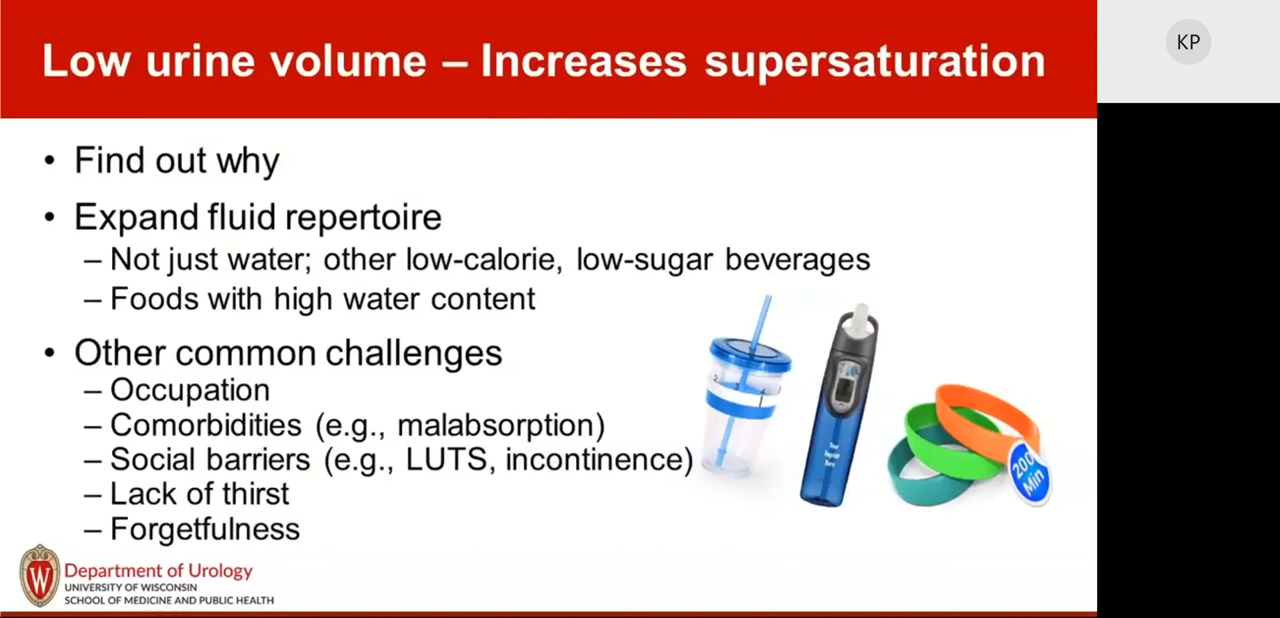 Low urine volume – Increases supersaturation
KP
• Find out why
• Expand fluid repertoire
– Not just water; other low-calorie, low-sugar beverages
– Foods with high water content
• Other common challenges
– Occupation
– Comorbidities (e.g., malabsorption)
– Social barriers (e.g., LUTS, incontinence)
– Lack of thirst
– Forgetfulness
200
Min
W
Department of Urology
UNIVERSITY OF WISCONSIN
SCHOOL OF MEDICINE AND PUBLIC HEALTH